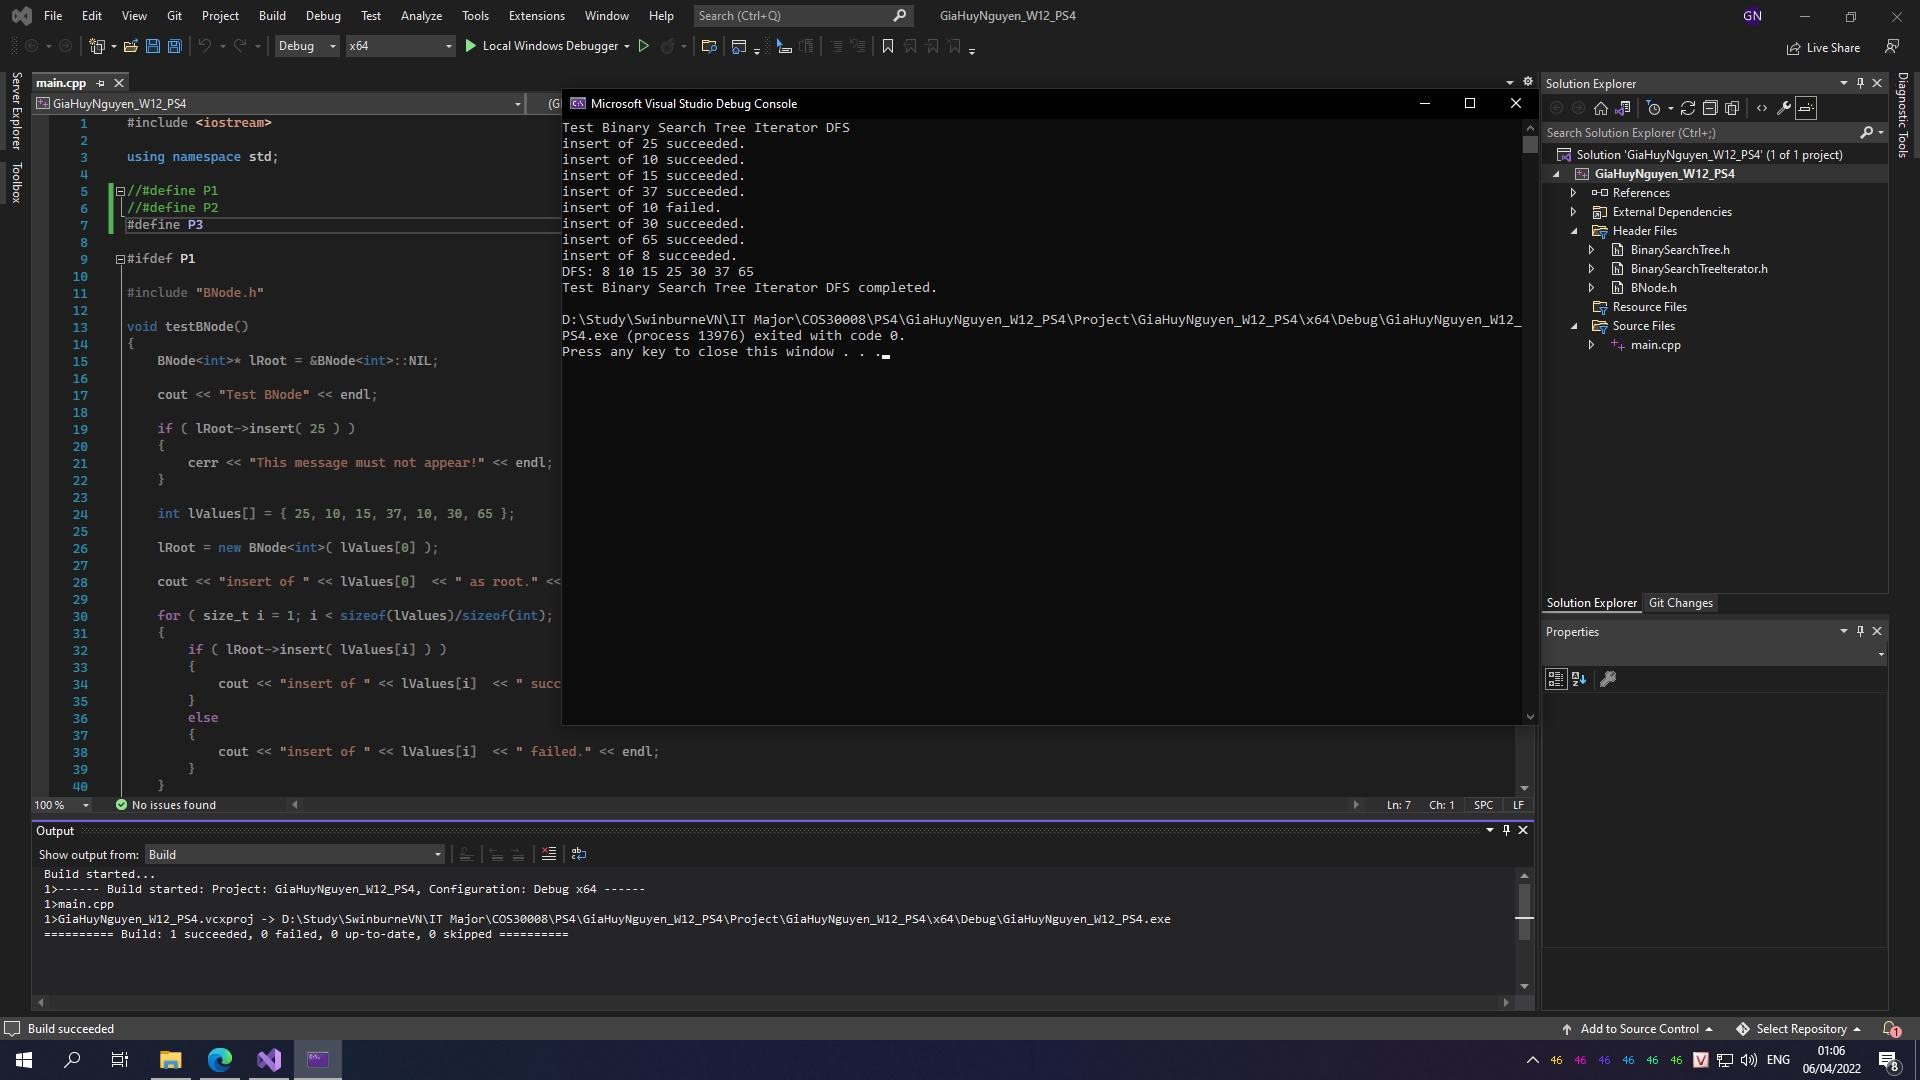 File Edit View Git Project Build Debug Test Analyze Tools Extensions Window Help Search (Ctrl+Q) GiaHuyNguyen_W12_PS4 GN
Debug x64 Local Windows Debugger Live Share
Server Explorer
Toolbox
main.cpp
GiaHuyNguyen_W12_PS4 (G
1 #include <iostream>
2
3 using namespace std;
4
5 //#define P1
6 //#define P2
7 #define P3
8
9 #ifdef P1
10
11 #include "BNode.h"
12
13 void testBNode()
14 {
15 BNode<int>* lRoot = &BNode<int>::NIL;
16
17 cout << "Test BNode" << endl;
18
19 if ( lRoot->insert( 25 ) )
20 {
21 cerr << "This message must not appear!" << endl;
22 }
23
24 int lValues[] = { 25, 10, 15, 37, 10, 30, 65 };
25
26 lRoot = new BNode<int>( lValues[0] );
27
28 cout << "insert of " << lValues[0]  << " as root." <<
29
30 for ( size_t i = 1; i < sizeof(lValues)/sizeof(int);
31 {
32 if ( lRoot->insert( lValues[i] ) )
33 {
34 cout << "insert of " << lValues[i]  << " succ
35 }
36 else
37 {
38 cout << "insert of " << lValues[i]  << " failed." << endl;
39 }
40 }
100 % No issues found Ln: 7 Ch: 1 SPC LF
Microsoft Visual Studio Debug Console
Test Binary Search Tree Iterator DFS
insert of 25 succeeded.
insert of 10 succeeded.
insert of 15 succeeded.
insert of 37 succeeded.
insert of 10 failed.
insert of 30 succeeded.
insert of 65 succeeded.
insert of 8 succeeded.
DFS: 8 10 15 25 30 37 65
Test Binary Search Tree Iterator DFS completed.
D:\Study\SwinburneVN\IT Major\COS30008\PS4\GiaHuyNguyen_W12_PS4\Project\GiaHuyNguyen_W12_PS4\x64\Debug\GiaHuyNguyen_W12_
PS4.exe (process 13976) exited with code 0.
Press any key to close this window . . .
Solution Explorer
Search Solution Explorer (Ctrl+;)
Solution 'GiaHuyNguyen_W12_PS4' (1 of 1 project)
GiaHuyNguyen_W12_PS4
References
External Dependencies
Header Files
BinarySearchTree.h
BinarySearchTreeIterator.h
BNode.h
Resource Files
Source Files
main.cpp
Solution Explorer Git Changes
Properties
Diagnostic Tools
Output
Show output from: Build
Build started...
1>------ Build started: Project: GiaHuyNguyen_W12_PS4, Configuration: Debug x64 ------
1>main.cpp
1>GiaHuyNguyen_W12_PS4.vcxproj -> D:\Study\SwinburneVN\IT Major\COS30008\PS4\GiaHuyNguyen_W12_PS4\Project\GiaHuyNguyen_W12_PS4\x64\Debug\GiaHuyNguyen_W12_PS4.exe
========== Build: 1 succeeded, 0 failed, 0 up-to-date, 0 skipped ==========
Build succeeded Add to Source Control Select Repository 1
46 46 46 46 46 46 V ENG 01:06
06/04/2022 8